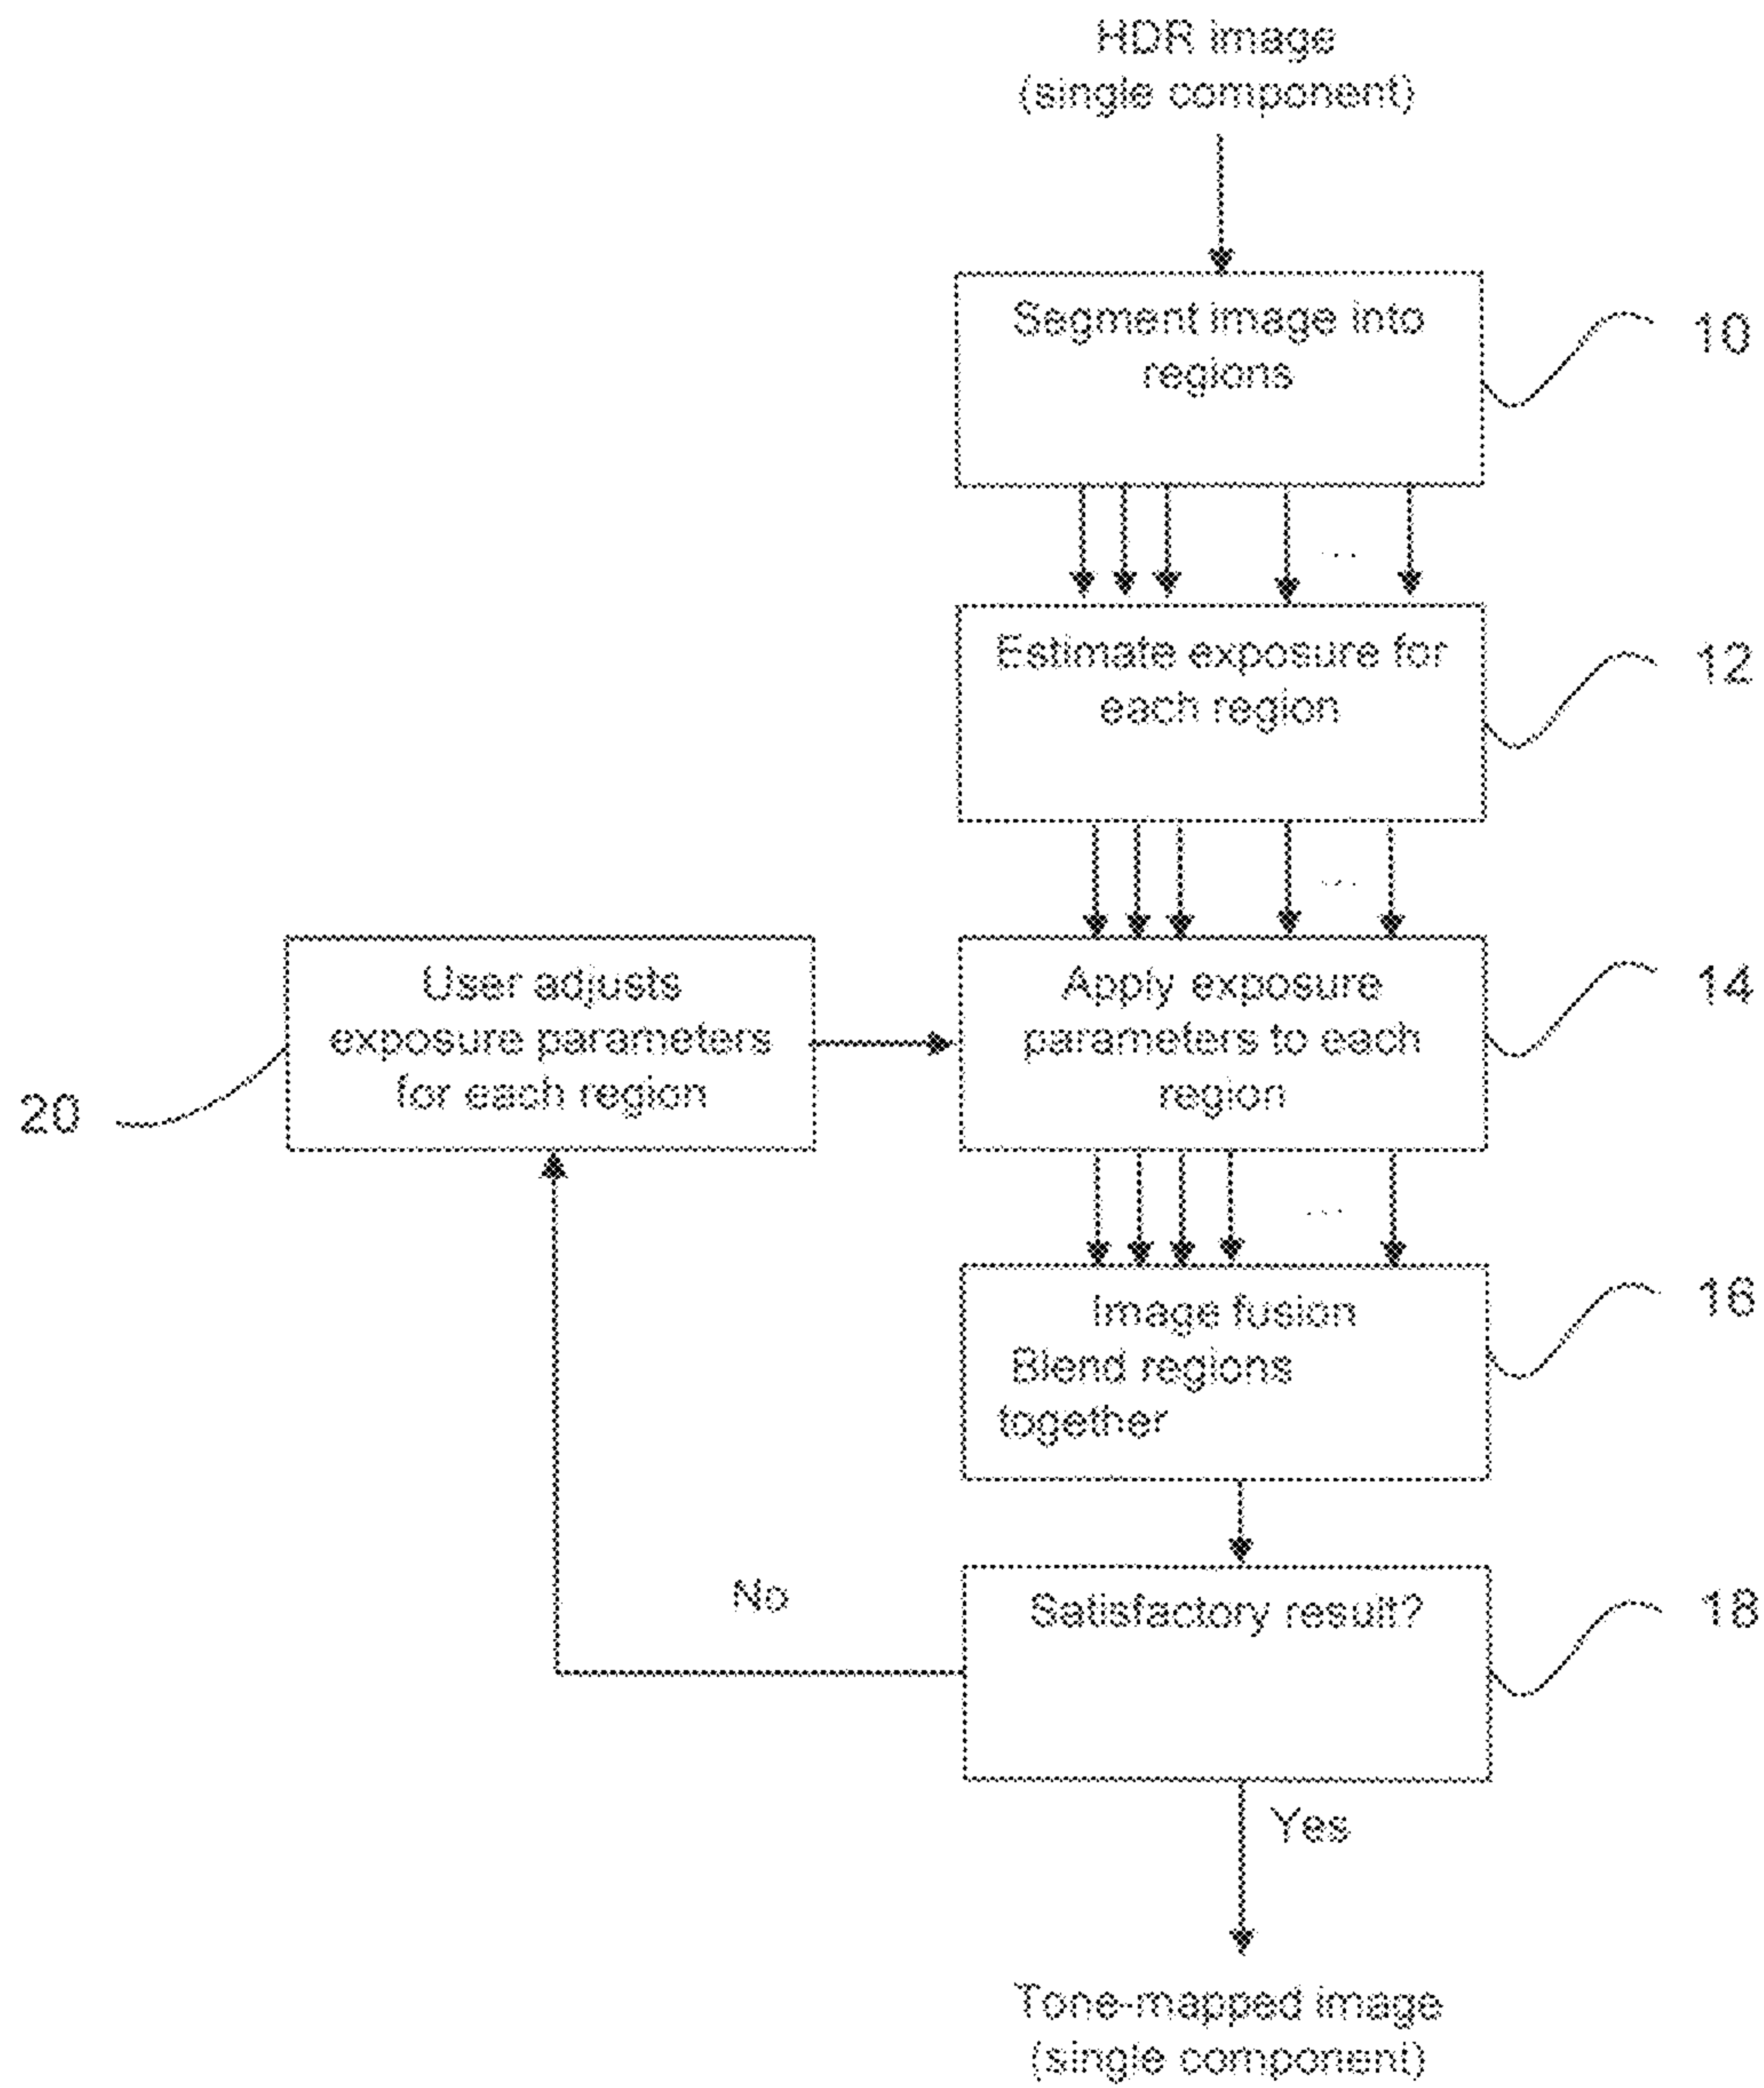 HDR image
(single component)
Segment image into
regions
10
...
Estimate exposure for
each region
12
...
User adjusts
exposure parameters
for each region
20
Apply exposure
parameters to each
region
14
...
Image fusion
Blend regions
together
16
No
Satisfactory result?
18
Yes
Tone-mapped image
(single component)